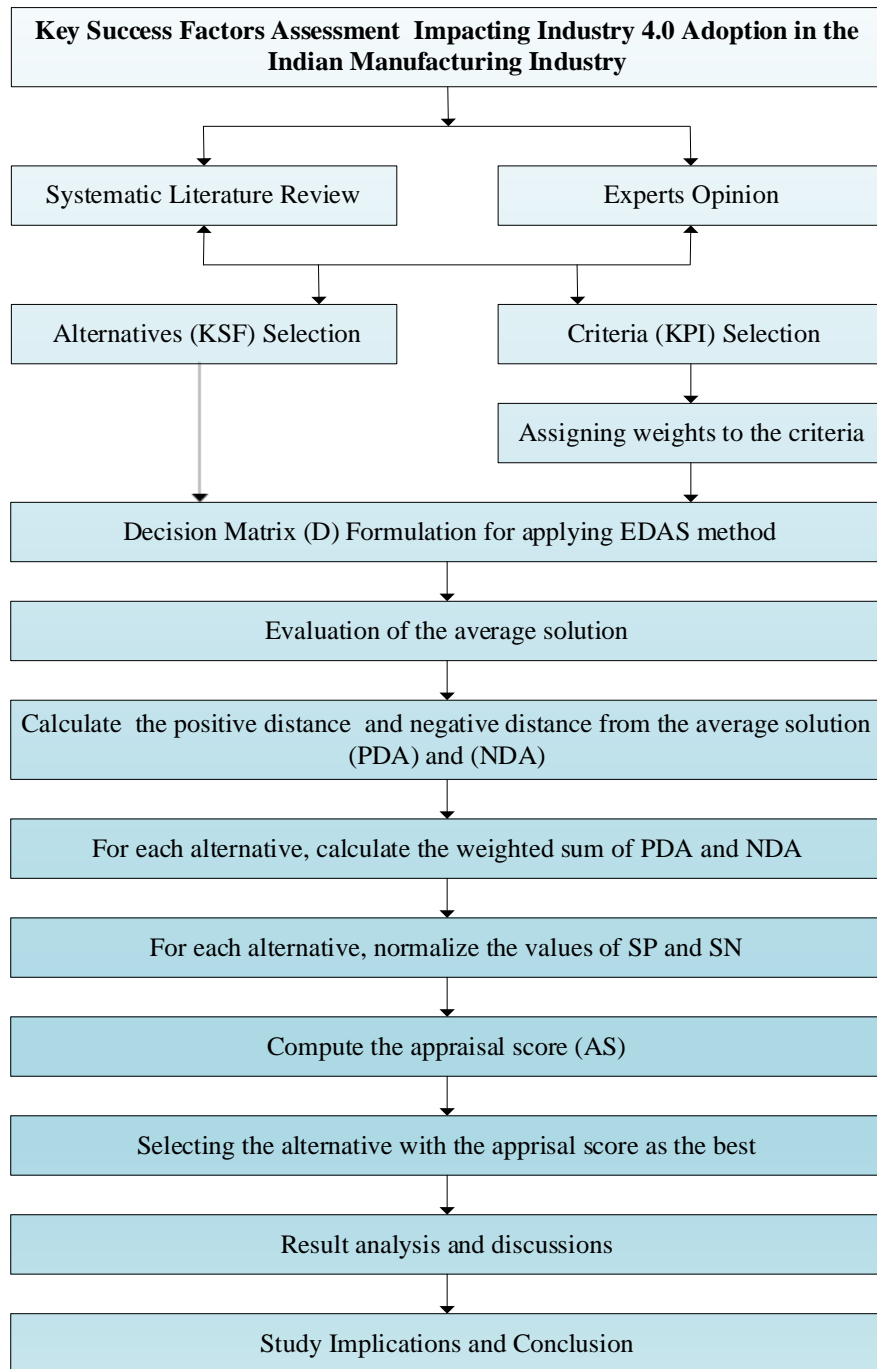 Key Success Factors Assessment Impacting Industry 4.0 Adoption in the
Indian Manufacturing Industry
Systematic Literature Review
Experts Opinion
Alternatives (KSF) Selection
Criteria (KPI) Selection
Assigning weights to the criteria
Decision Matrix (D) Formulation for applying EDAS method
Evaluation of the average solution
Calculate the positive distance and negative distance from the average solution
(PDA) and (NDA)
For each alternative, calculate the weighted sum of PDA and NDA
For each alternative, normalize the values of SP and SN
Compute the appraisal score (AS)
Selecting the alternative with the apprisal score as the best
Result analysis and discussions
Study Implications and Conclusion